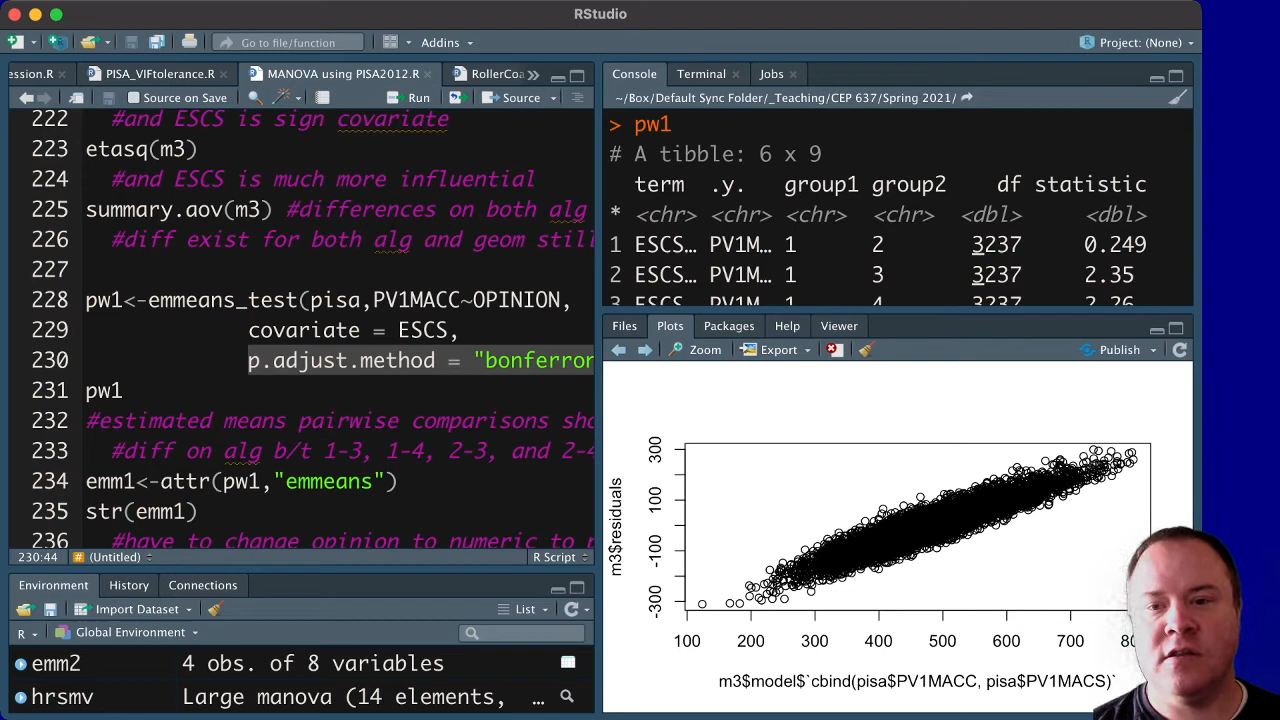 RStudio
Go to file/function
Addins
Project: (None)
ession.R
PISA_VIFtolerance.R
MANOVA using PISA2012.R
RollerCoa
Source on Save
Run
Source
222 #and ESCS is sign covariate
223 etasq(m3)
224 #and ESCS is much more influential
225 summary.aov(m3) #differences on both alg
226 #diff exist for both alg and geom still
227
228 pw1<-emmeans_test(pisa,PV1MACC~OPINION,
229 covariate = ESCS,
230 p.adjust.method = "bonferron
231 pw1
232 #estimated means pairwise comparisons sho
233 #diff on alg b/t 1-3, 1-4, 2-3, and 2-4
234 emm1<-attr(pw1,"emmeans")
235 str(emm1)
236 #have to change opinion to numeric to
230:44
# (Untitled)
R Script
Environment
History
Connections
Import Dataset
List
R
Global Environment
emm2 4 obs. of 8 variables
hrsmv Large manova (14 elements, …
Console
Terminal
Jobs
~/Box/Default Sync Folder/_Teaching/CEP 637/Spring 2021/
> pw1
# A tibble: 6 x 9
term .y. group1 group2 df statistic
* <chr> <chr> <chr> <chr> <dbl> <dbl>
1 ESCS… PV1M… 1 2 3237 0.249
2 ESCS… PV1M… 1 3 3237 2.35
3 ESCS… PV1M… 1 4 3237 2.26
Files
Plots
Packages
Help
Viewer
Zoom
Export
Publish
300
100
-100
-300
m3$residuals
100 200 300 400 500 600 700
m3$model$`cbind(pisa$PV1MACC, pisa$PV1MACS)`